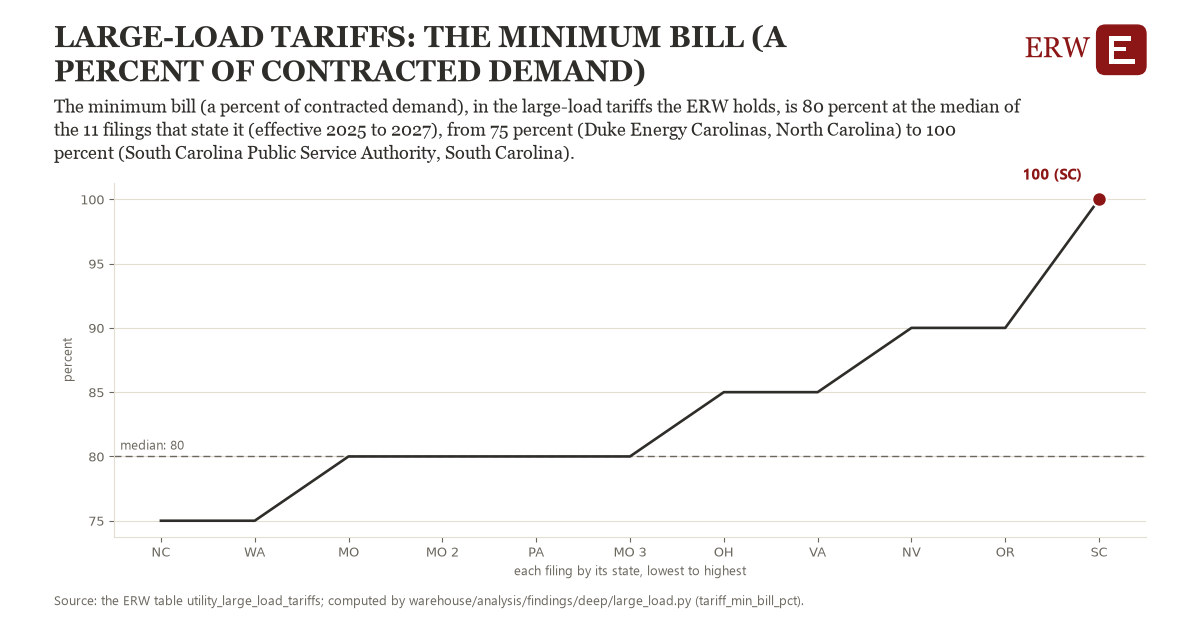 LARGE-LOAD TARIFFS: THE MINIMUM BILL (A
PERCENT OF CONTRACTED DEMAND)
ERW E
The minimum bill (a percent of contracted demand), in the large-load tariffs the ERW holds, is 80 percent at the median of
the 11 filings that state it (effective 2025 to 2027), from 75 percent (Duke Energy Carolinas, North Carolina) to 100
percent (South Carolina Public Service Authority, South Carolina).
100 (SC)
100
95
90
85
80
75
percent
median: 80
NC WA MO MO 2 PA MO 3 OH VA NV OR SC
each filing by its state, lowest to highest
Source: the ERW table utility_large_load_tariffs; computed by warehouse/analysis/findings/deep/large_load.py (tariff_min_bill_pct).